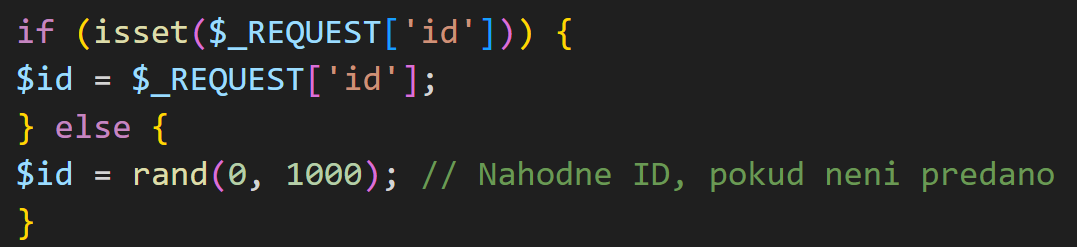 if (isset($_REQUEST['id'])) {
$id = $_REQUEST['id'];
} else {
$id = rand(0, 1000); // Nahodne ID, pokud neni predano
}